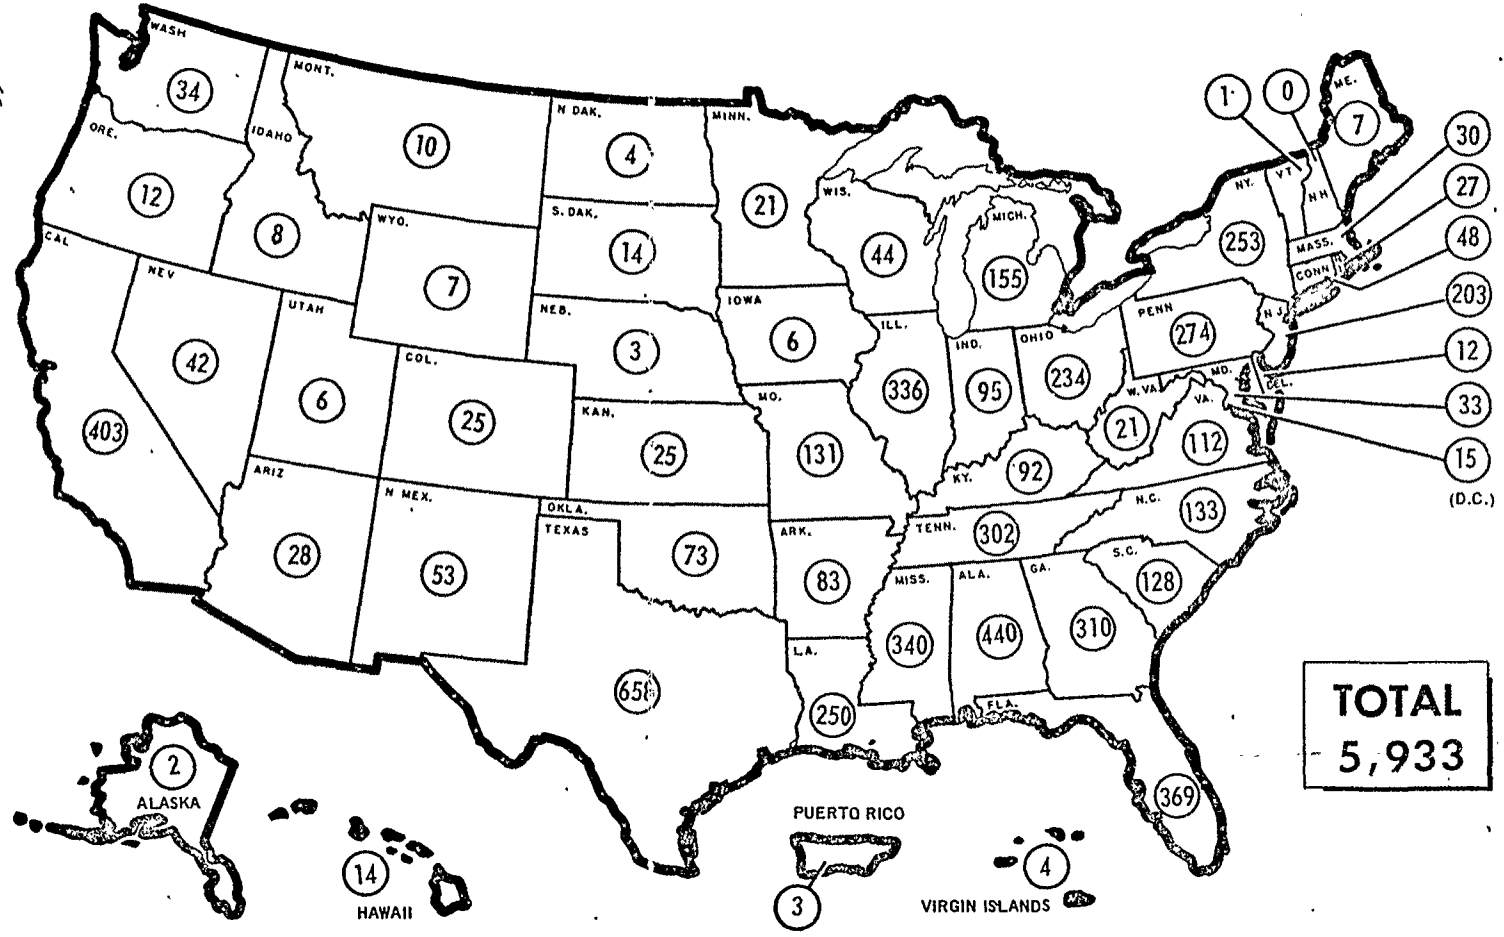 WASH
34
MONT.
10
N DAK.
4
MINN.
21
ORE.
12
IDAHO
8
S. DAK.
14
WIS.
44
MICH.
155
1
0
ME.
7
VT
N H
NY.
253
MASS.
30
CONN
27
48
203
12
33
15
(D.C.)
WYO.
7
CAL
403
NEV
42
UTAH
6
COL.
25
NEB.
3
IOWA
6
ILL.
336
IND.
95
OHIO
234
PENN
274
N J.
MD.
DEL.
W. VA.
21
VA.
112
KAN.
25
MO.
131
KY.
92
ARIZ
28
N MEX.
53
OKLA.
73
TEXAS
658
ARK.
83
TENN.
302
N.C.
133
S.C.
128
MISS.
340
ALA.
440
GA.
310
LA.
250
FLA.
369
TOTAL
5,933
2
ALASKA
14
HAWAII
PUERTO RICO
3
4
VIRGIN ISLANDS